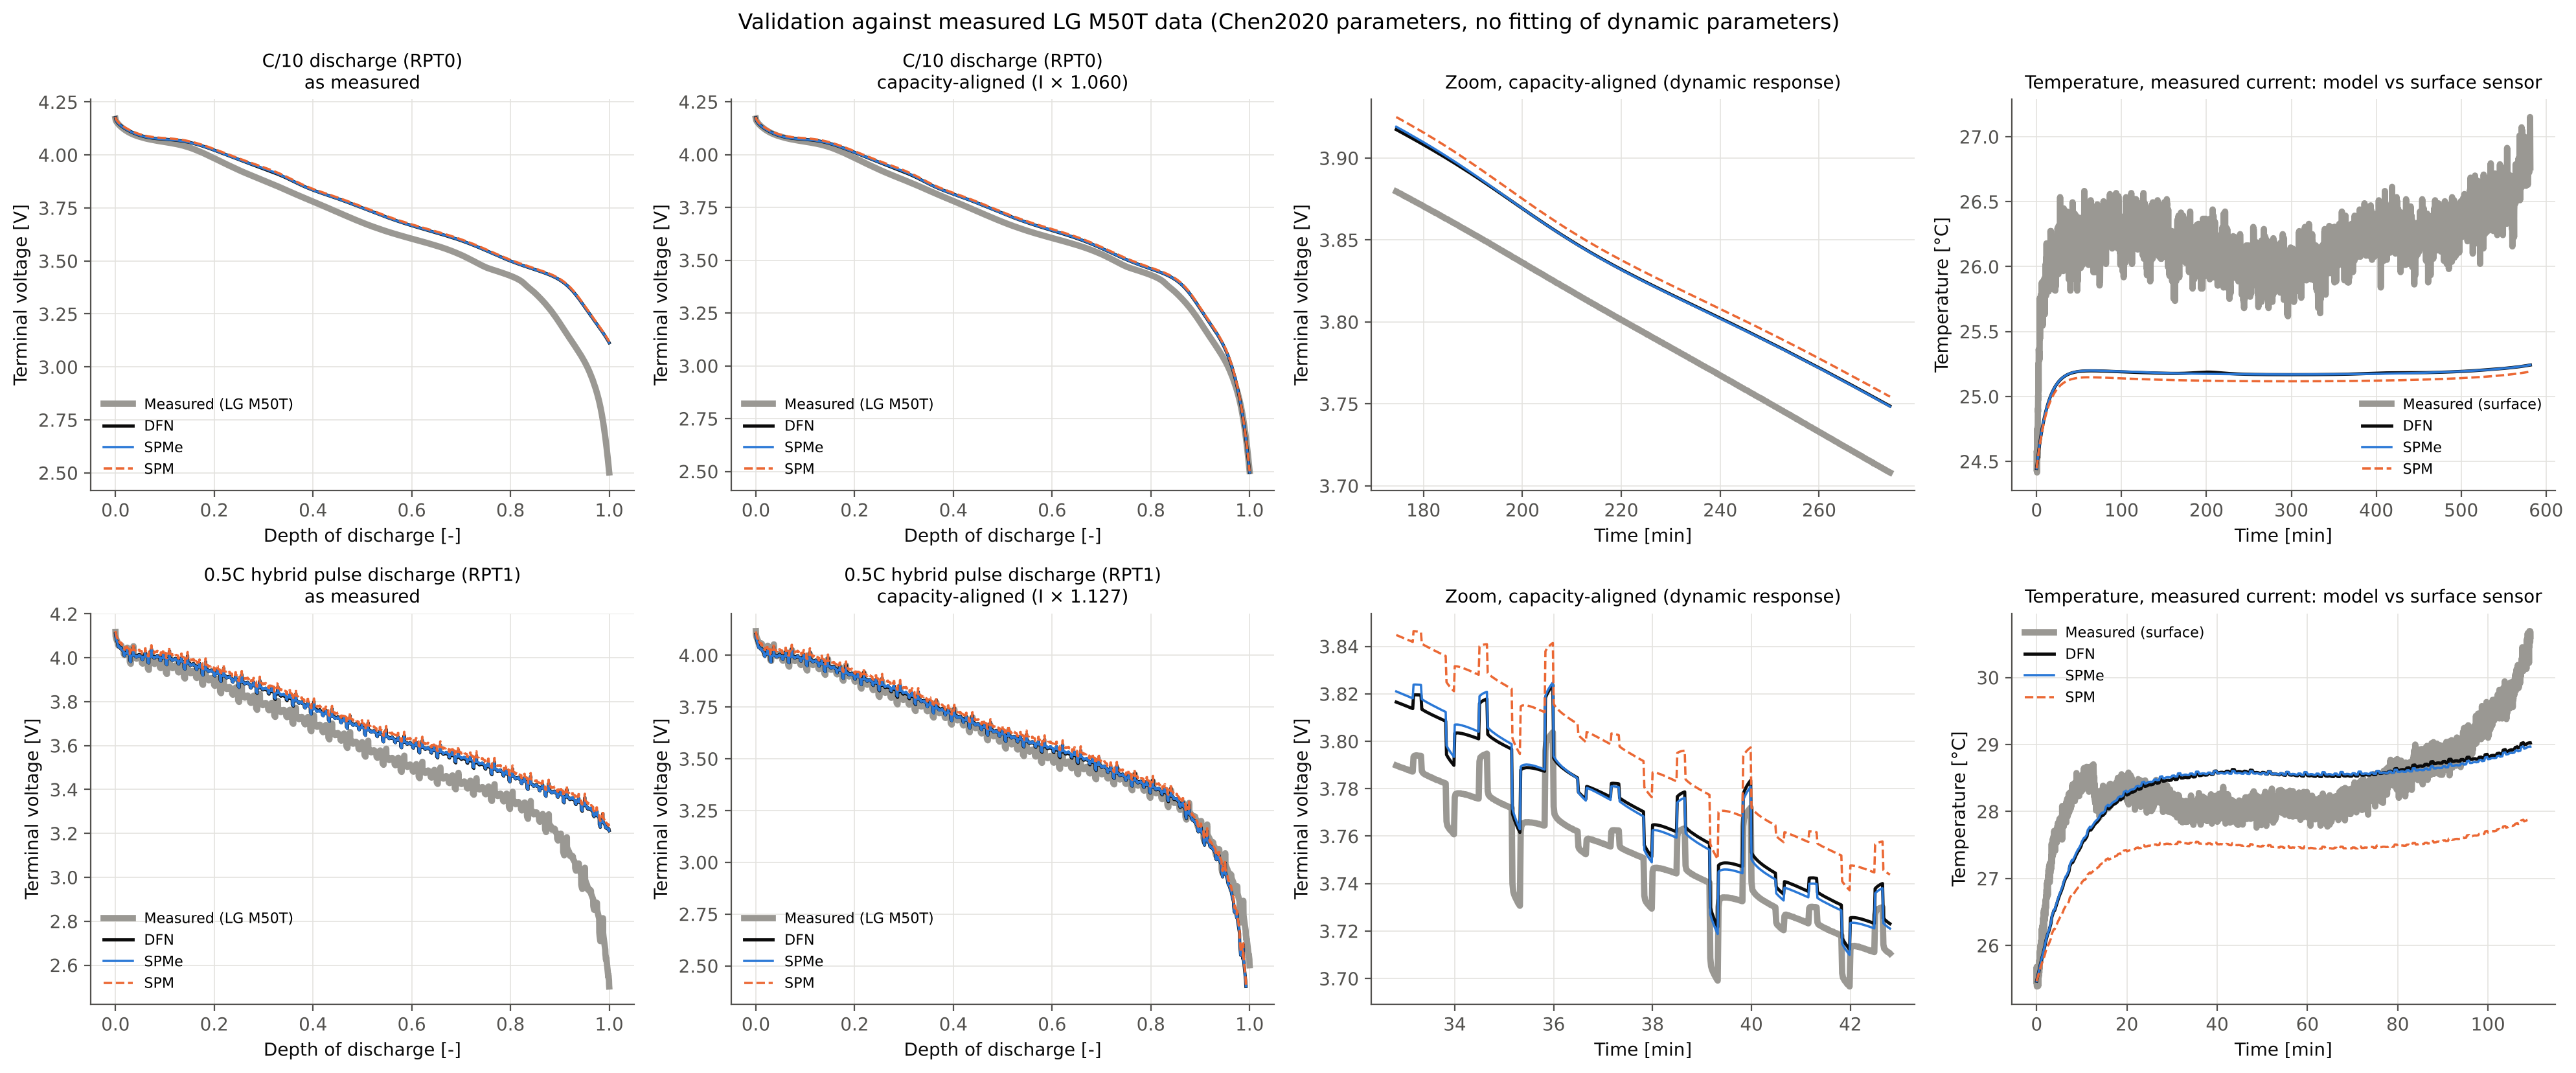 Validation against measured LG M50T data (Chen2020 parameters, no fitting of dynamic parameters)
C/10 discharge (RPT0)
as measured
Terminal voltage [V]
4.25
4.00
3.75
3.50
3.25
3.00
2.75
2.50
Measured (LG M50T)
DFN
SPMe
SPM
0.0 0.2 0.4 0.6 0.8 1.0
Depth of discharge [-]
C/10 discharge (RPT0)
capacity-aligned (I × 1.060)
Terminal voltage [V]
4.25
4.00
3.75
3.50
3.25
3.00
2.75
2.50
Measured (LG M50T)
DFN
SPMe
SPM
0.0 0.2 0.4 0.6 0.8 1.0
Depth of discharge [-]
Zoom, capacity-aligned (dynamic response)
Terminal voltage [V]
3.90
3.85
3.80
3.75
3.70
180 200 220 240 260
Time [min]
Temperature, measured current: model vs surface sensor
Temperature [°C]
27.0
26.5
26.0
25.5
25.0
24.5
Measured (surface)
DFN
SPMe
SPM
0 100 200 300 400 500 600
Time [min]
0.5C hybrid pulse discharge (RPT1)
as measured
Terminal voltage [V]
4.2
4.0
3.8
3.6
3.4
3.2
3.0
2.8
2.6
Measured (LG M50T)
DFN
SPMe
SPM
0.0 0.2 0.4 0.6 0.8 1.0
Depth of discharge [-]
0.5C hybrid pulse discharge (RPT1)
capacity-aligned (I × 1.127)
Terminal voltage [V]
4.00
3.75
3.50
3.25
3.00
2.75
2.50
Measured (LG M50T)
DFN
SPMe
SPM
0.0 0.2 0.4 0.6 0.8 1.0
Depth of discharge [-]
Zoom, capacity-aligned (dynamic response)
Terminal voltage [V]
3.84
3.82
3.80
3.78
3.76
3.74
3.72
3.70
34 36 38 40 42
Time [min]
Temperature, measured current: model vs surface sensor
Temperature [°C]
30
29
28
27
26
Measured (surface)
DFN
SPMe
SPM
0 20 40 60 80 100
Time [min]